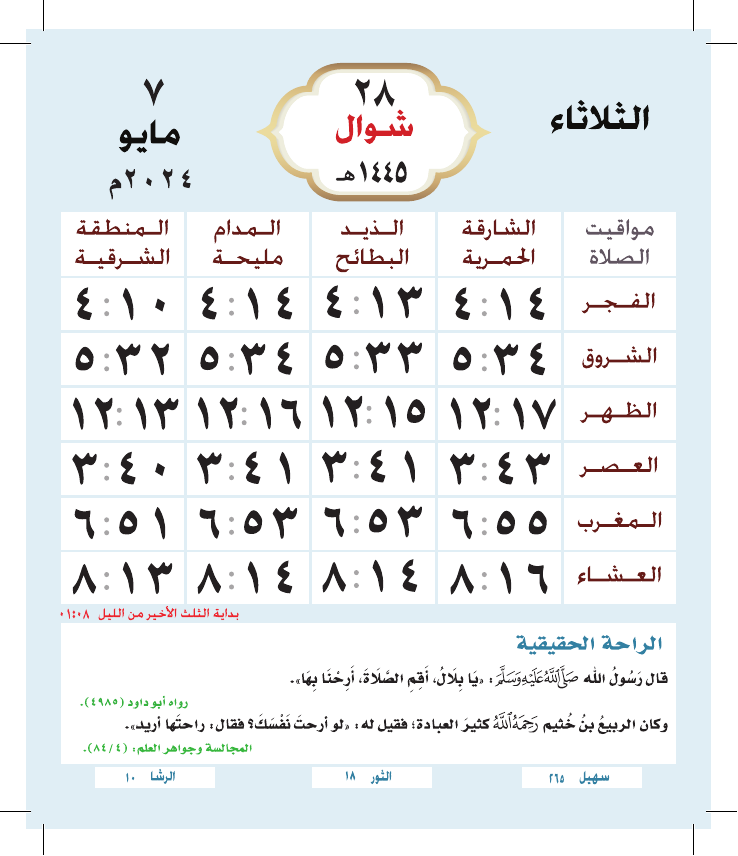 الثلاثاء
٢٨
شوال
١٤٤٥هـ
٧
مايو
٢٠٢٤م
مواقيت الصلاة | الشارقة الحمرية | الذيد البطائح | المدام مليحة | المنطقة الشرقية
الفجر ٤:١٤ ٤:١٣ ٤:١٤ ٤:١٠
الشروق ٥:٣٤ ٥:٣٣ ٥:٣٤ ٥:٣٢
الظهر ١٢:١٧ ١٢:١٥ ١٢:١٦ ١٢:١٣
العصر ٣:٤٣ ٣:٤١ ٣:٤١ ٣:٤٠
المغرب ٦:٥٥ ٦:٥٣ ٦:٥٣ ٦:٥١
العشاء ٨:١٦ ٨:١٤ ٨:١٤ ٨:١٣
بداية الثلث الأخير من الليل ٠١:٠٨
الراحة الحقيقية
قال رَسُولُ الله صَلَّى اللَّهُ عَلَيْهِ وَسَلَّمَ: «يَا بِلَالُ، أَقِمِ الصَّلَاةَ، أَرِحْنَا بِهَا».
رواه أبو داود (٤٩٨٥).
وكان الربيعُ بنُ خُثيم رَحِمَهُ اللَّهُ كثيرَ العبادة؛ فقيل له: «لو أرحتَ نَفْسَكَ؟ فقال: راحتَها أريد».
المجالسة وجواهر العلم: (٨٤/٤).
سهيل ٢٦٥
الثور ١٨
الرشا ١٠